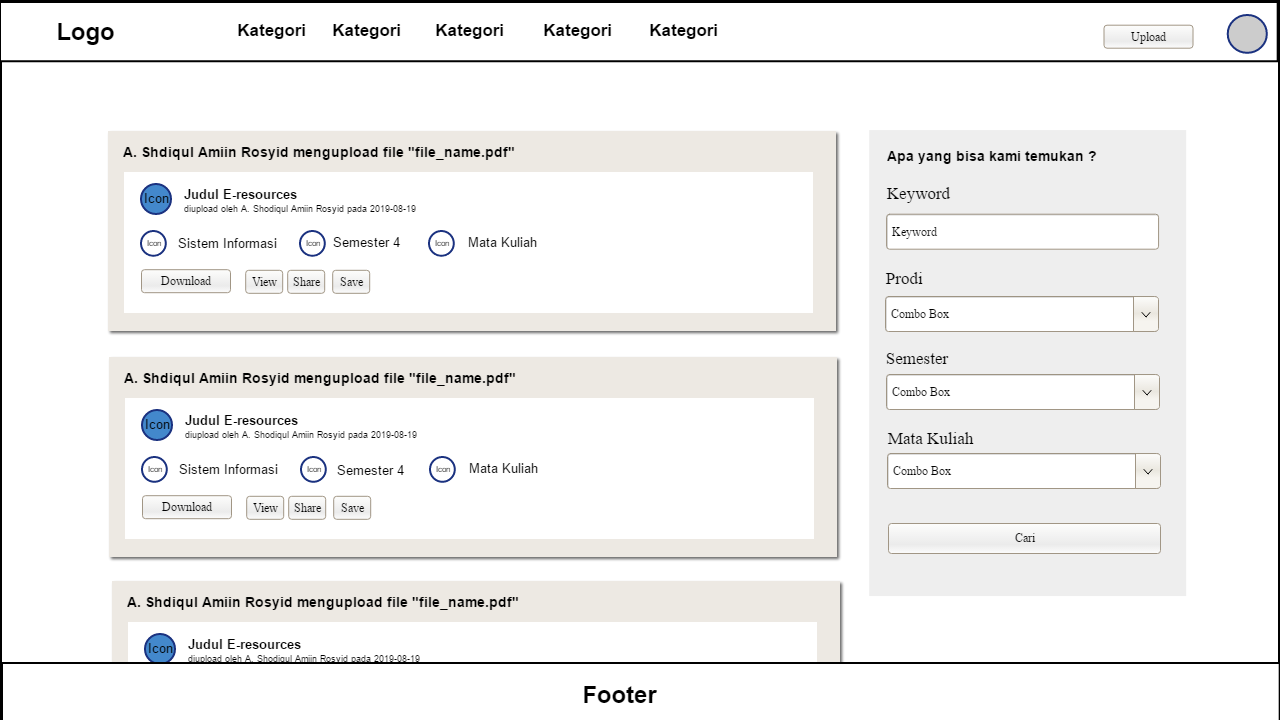 Logo
Kategori
Kategori
Kategori
Kategori
Kategori
Upload
A. Shdiqul Amiin Rosyid mengupload file "file_name.pdf"
Icon
Judul E-resources
diupload oleh A. Shodiqul Amiin Rosyid pada 2019-08-19
Icon
Sistem Informasi
Icon
Semester 4
Icon
Mata Kuliah
Download
View
Share
Save
A. Shdiqul Amiin Rosyid mengupload file "file_name.pdf"
Icon
Judul E-resources
diupload oleh A. Shodiqul Amiin Rosyid pada 2019-08-19
Icon
Sistem Informasi
Icon
Semester 4
Icon
Mata Kuliah
Download
View
Share
Save
A. Shdiqul Amiin Rosyid mengupload file "file_name.pdf"
Icon
Judul E-resources
diupload oleh A. Shodiqul Amiin Rosyid pada 2019-08-19
Apa yang bisa kami temukan ?
Keyword
Keyword
Prodi
Combo Box
Semester
Combo Box
Mata Kuliah
Combo Box
Cari
Footer